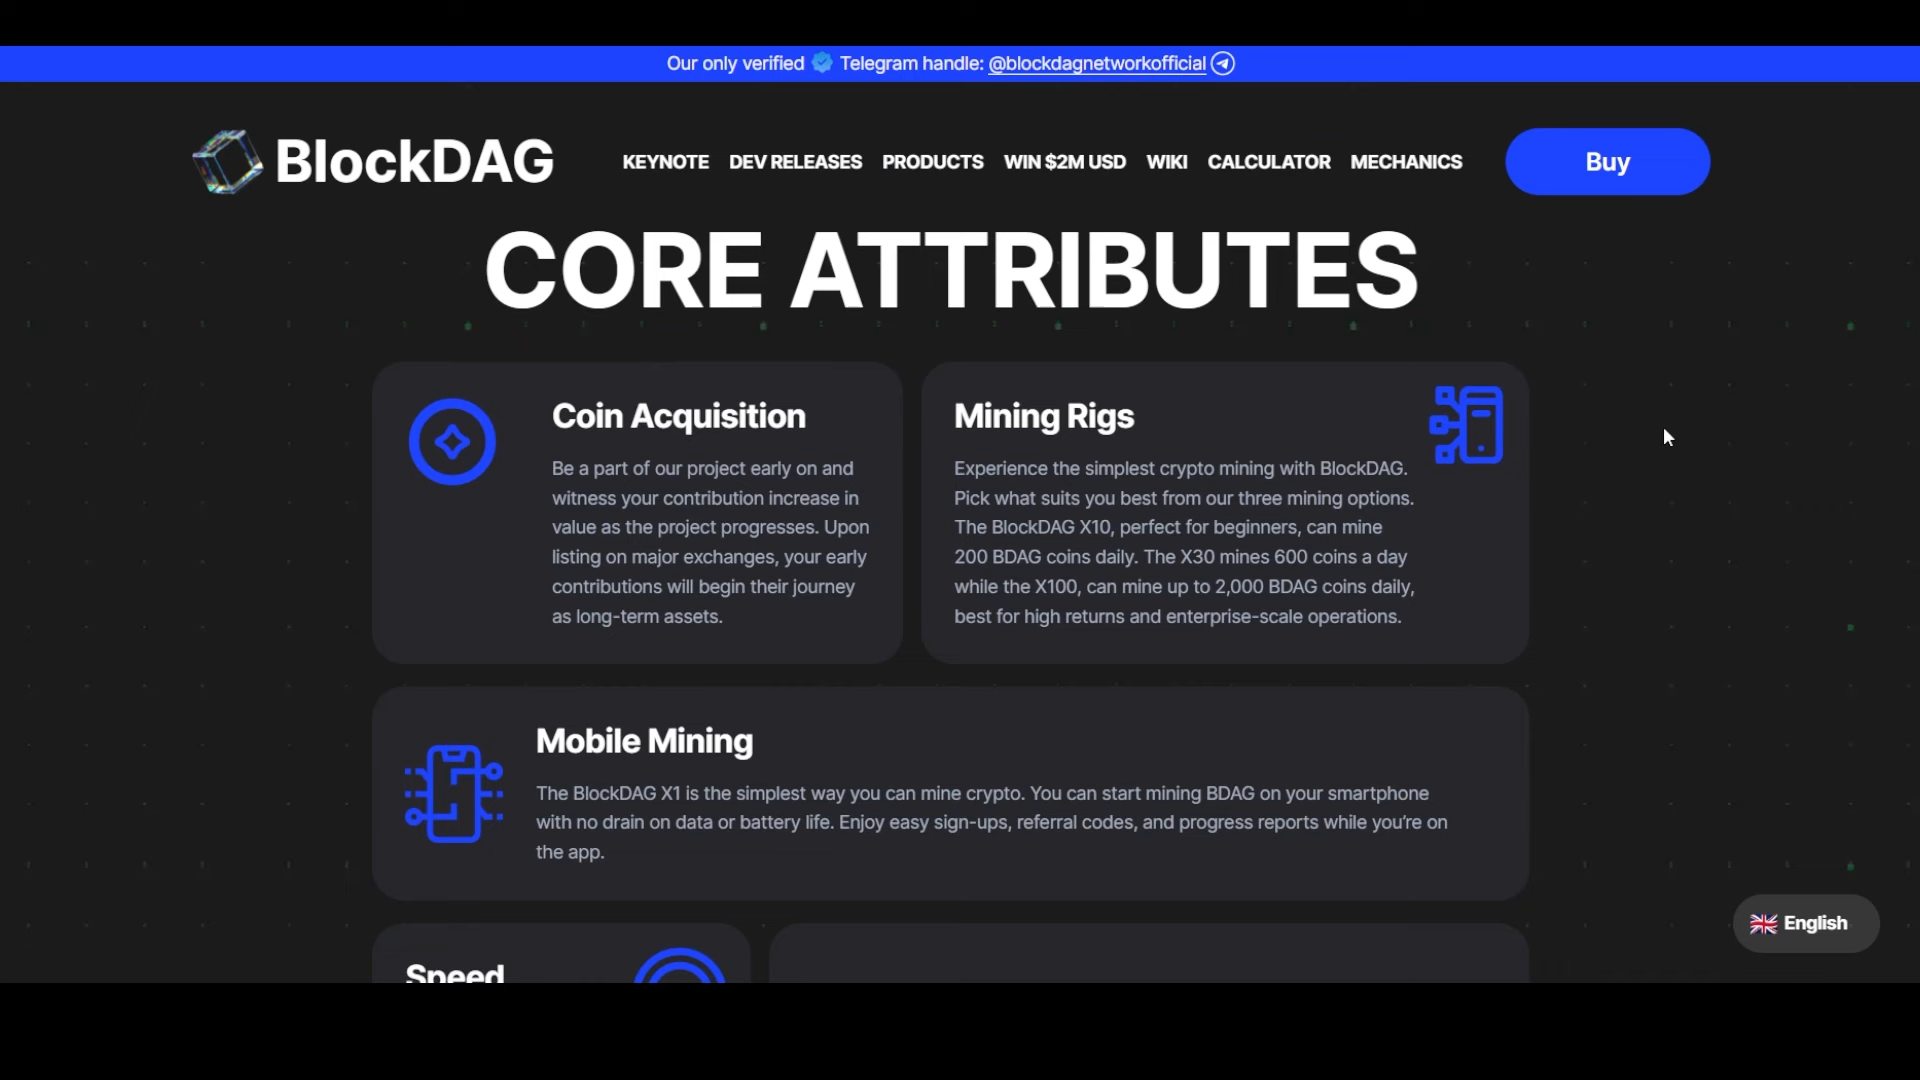 Our only verified Telegram handle: @blockdagnetworkofficial
BlockDAG
KEYNOTE DEV RELEASES PRODUCTS WIN $2M USD WIKI CALCULATOR MECHANICS
Buy
CORE ATTRIBUTES
Coin Acquisition
Be a part of our project early on and
witness your contribution increase in
value as the project progresses. Upon
listing on major exchanges, your early
contributions will begin their journey
as long-term assets.
Mining Rigs
Experience the simplest crypto mining with BlockDAG.
Pick what suits you best from our three mining options.
The BlockDAG X10, perfect for beginners, can mine
200 BDAG coins daily. The X30 mines 600 coins a day
while the X100, can mine up to 2,000 BDAG coins daily,
best for high returns and enterprise-scale operations.
Mobile Mining
The BlockDAG X1 is the simplest way you can mine crypto. You can start mining BDAG on your smartphone
with no drain on data or battery life. Enjoy easy sign-ups, referral codes, and progress reports while you’re on
the app.
English
Speed